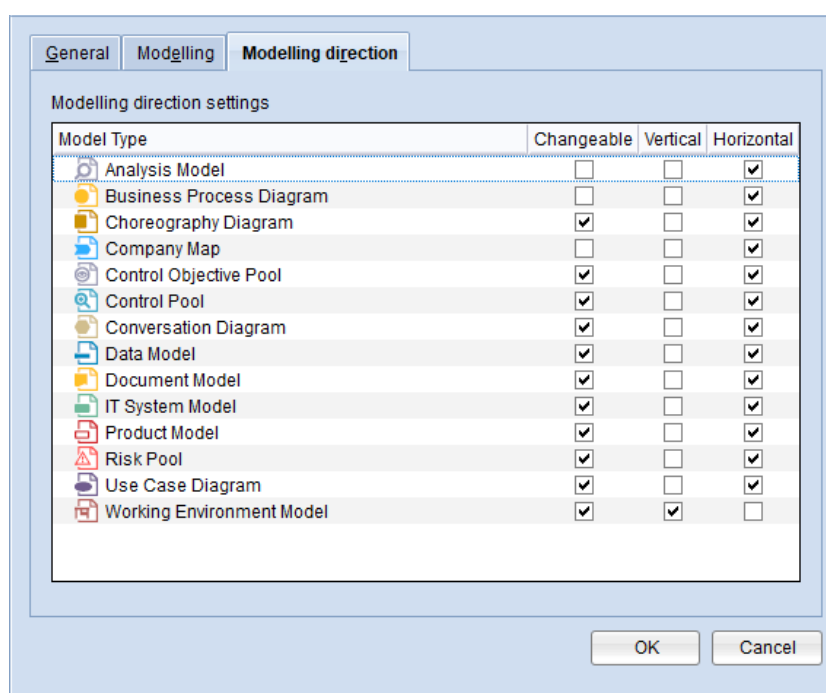 General Modelling Modelling direction
Modelling direction settings
Model Type Changeable Vertical Horizontal
Analysis Model
Business Process Diagram
Choreography Diagram
Company Map
Control Objective Pool
Control Pool
Conversation Diagram
Data Model
Document Model
IT System Model
Product Model
Risk Pool
Use Case Diagram
Working Environment Model
OK Cancel